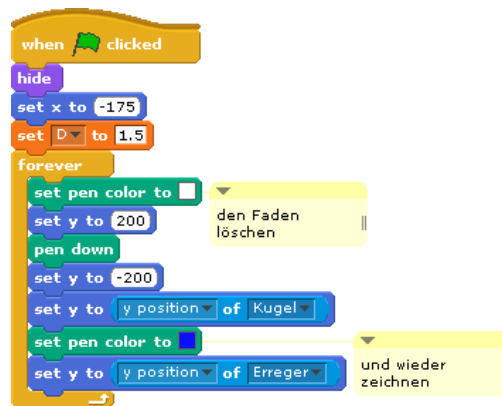 when clicked
hide
set x to -175
set D to 1.5
forever
set pen color to
set y to 200
den Faden
löschen
pen down
set y to -200
set y to y position of Kugel
set pen color to
set y to y position of Erreger
und wieder
zeichnen